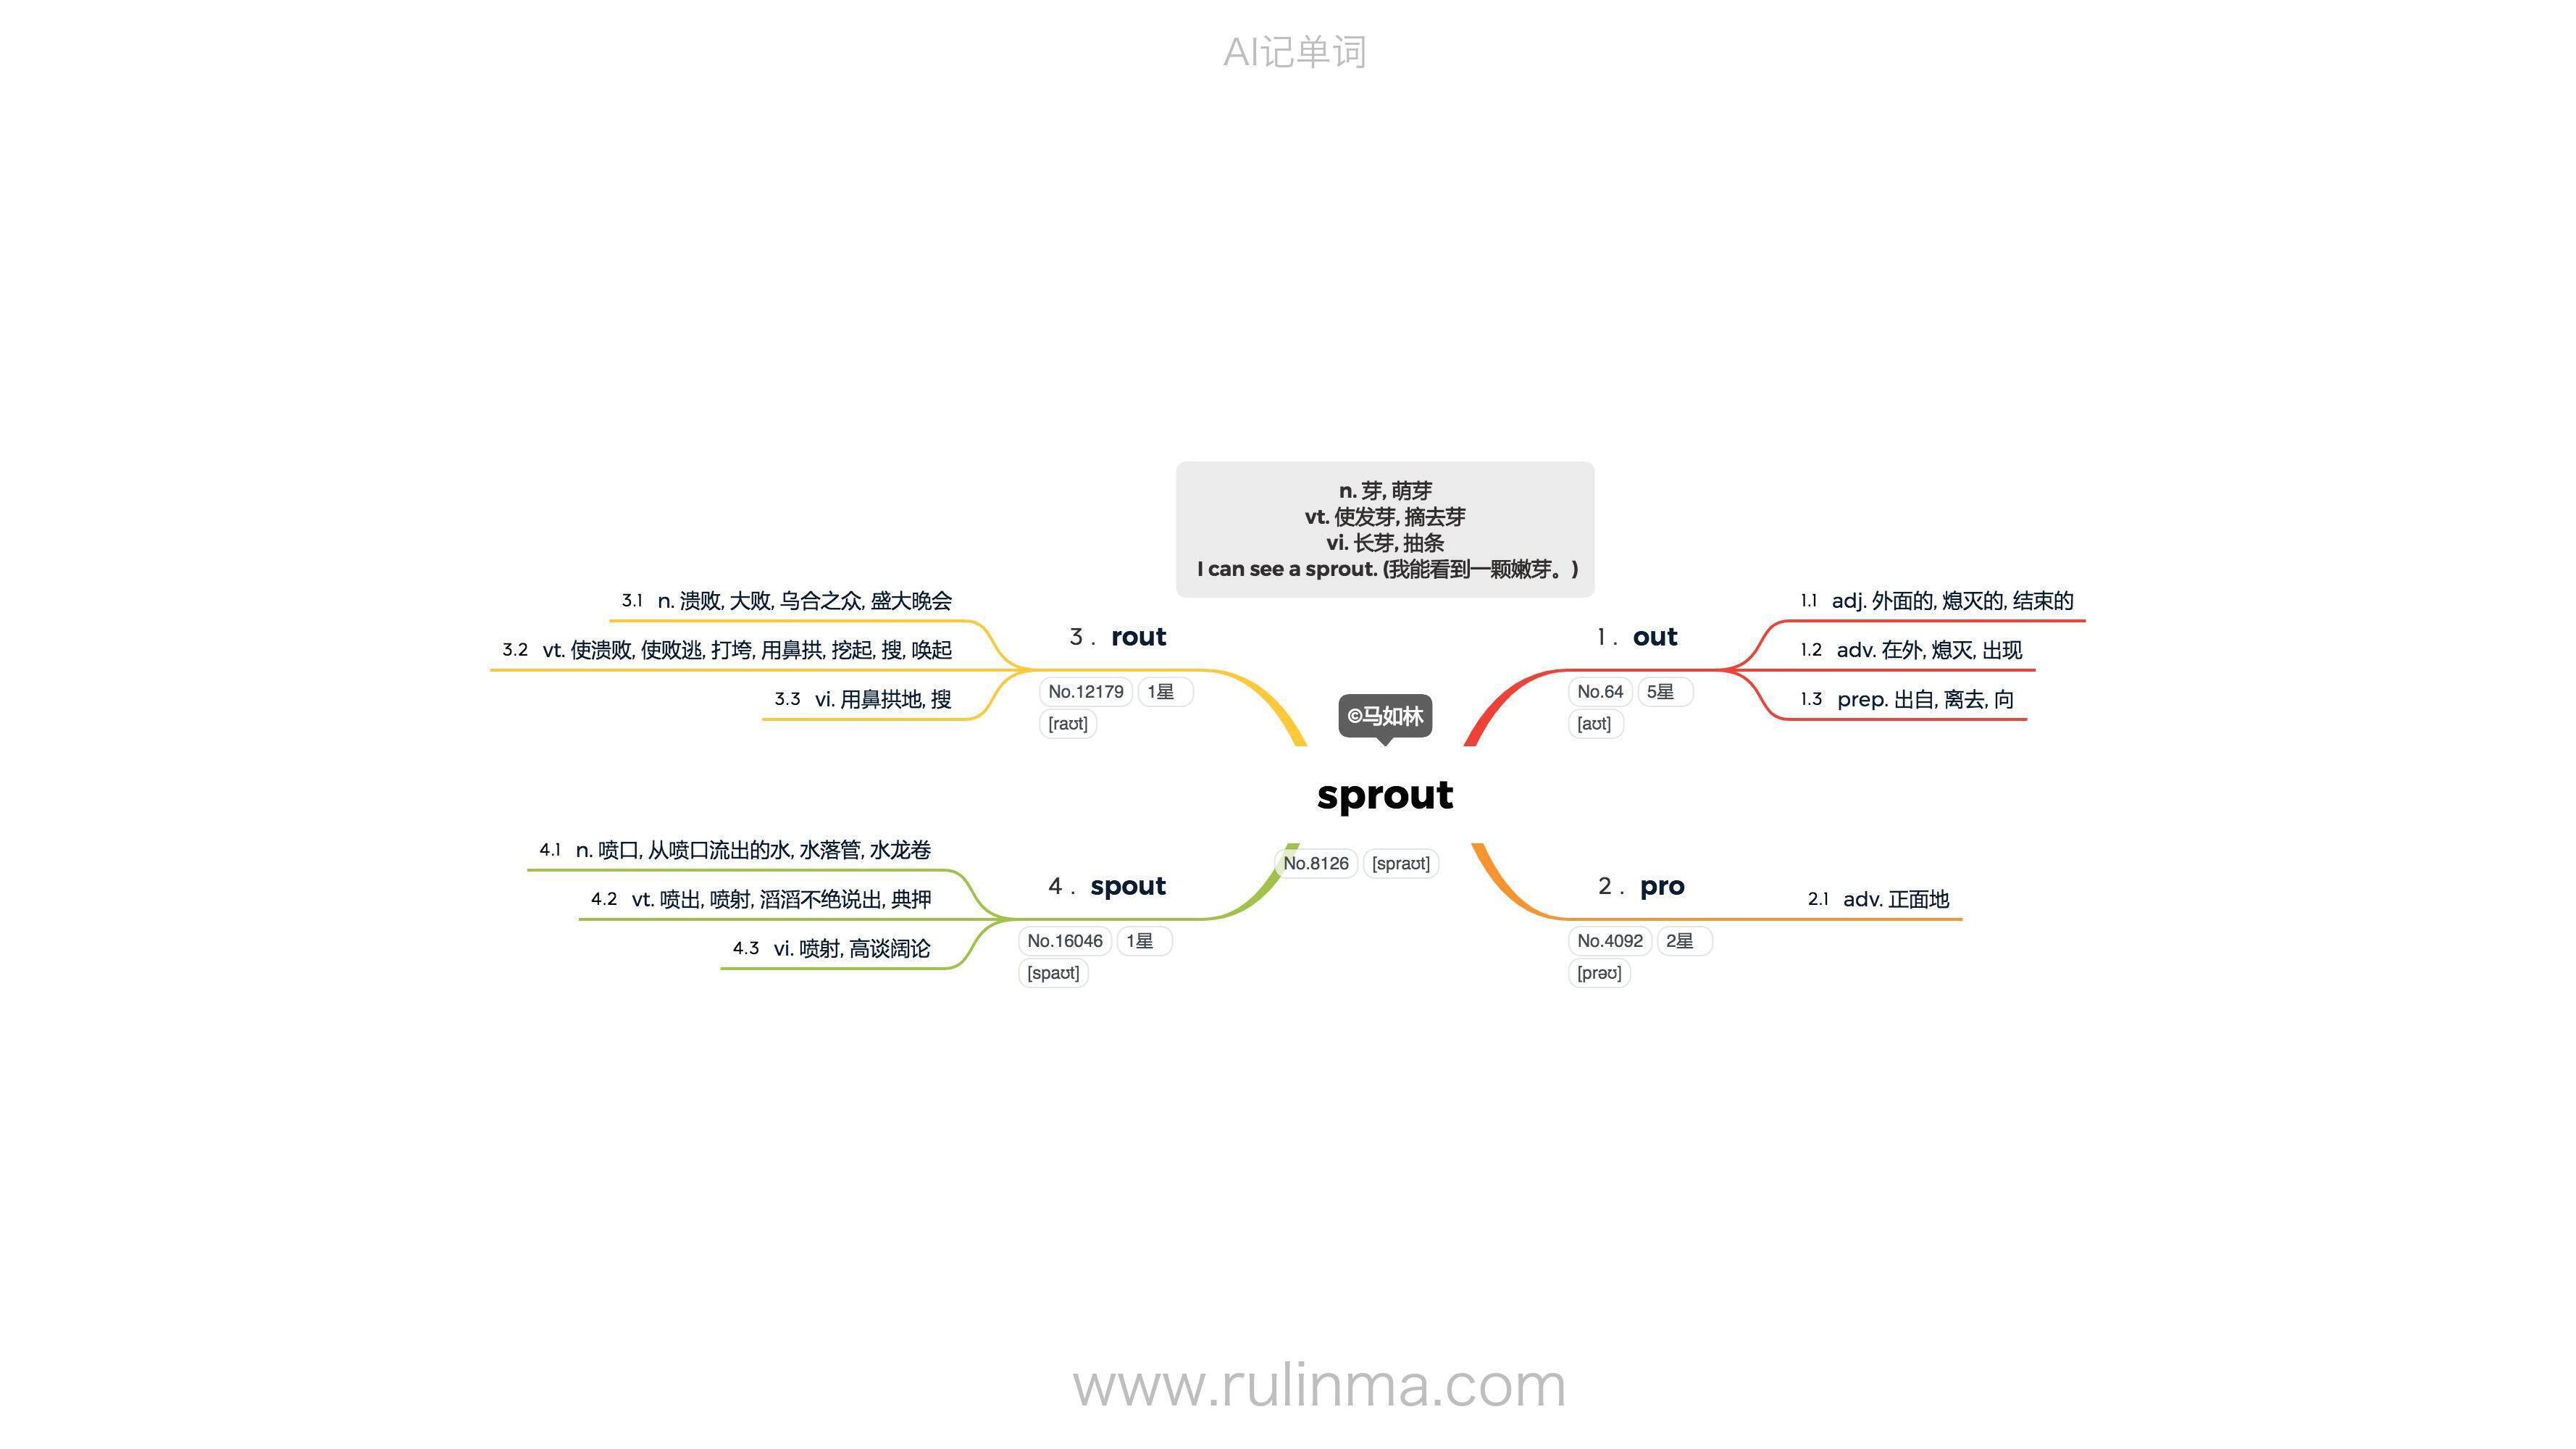 AI记单词
n. 芽, 萌芽
vt. 使发芽, 摘去芽
vi. 长芽, 抽条
I can see a sprout. (我能看到一颗嫩芽。)
©马如林
sprout
No.8126 [spraʊt]
1 . out
No.64 5星
[aʊt]
1.1 adj. 外面的, 熄灭的, 结束的
1.2 adv. 在外, 熄灭, 出现
1.3 prep. 出自, 离去, 向
2 . pro
No.4092 2星
[prəʊ]
2.1 adv. 正面地
3 . rout
No.12179 1星
[raʊt]
3.1 n. 溃败, 大败, 乌合之众, 盛大晚会
3.2 vt. 使溃败, 使败逃, 打垮, 用鼻拱, 挖起, 搜, 唤起
3.3 vi. 用鼻拱地, 搜
4 . spout
No.16046 1星
[spaʊt]
4.1 n. 喷口, 从喷口流出的水, 水落管, 水龙卷
4.2 vt. 喷出, 喷射, 滔滔不绝说出, 典押
4.3 vi. 喷射, 高谈阔论
www.rulinma.com